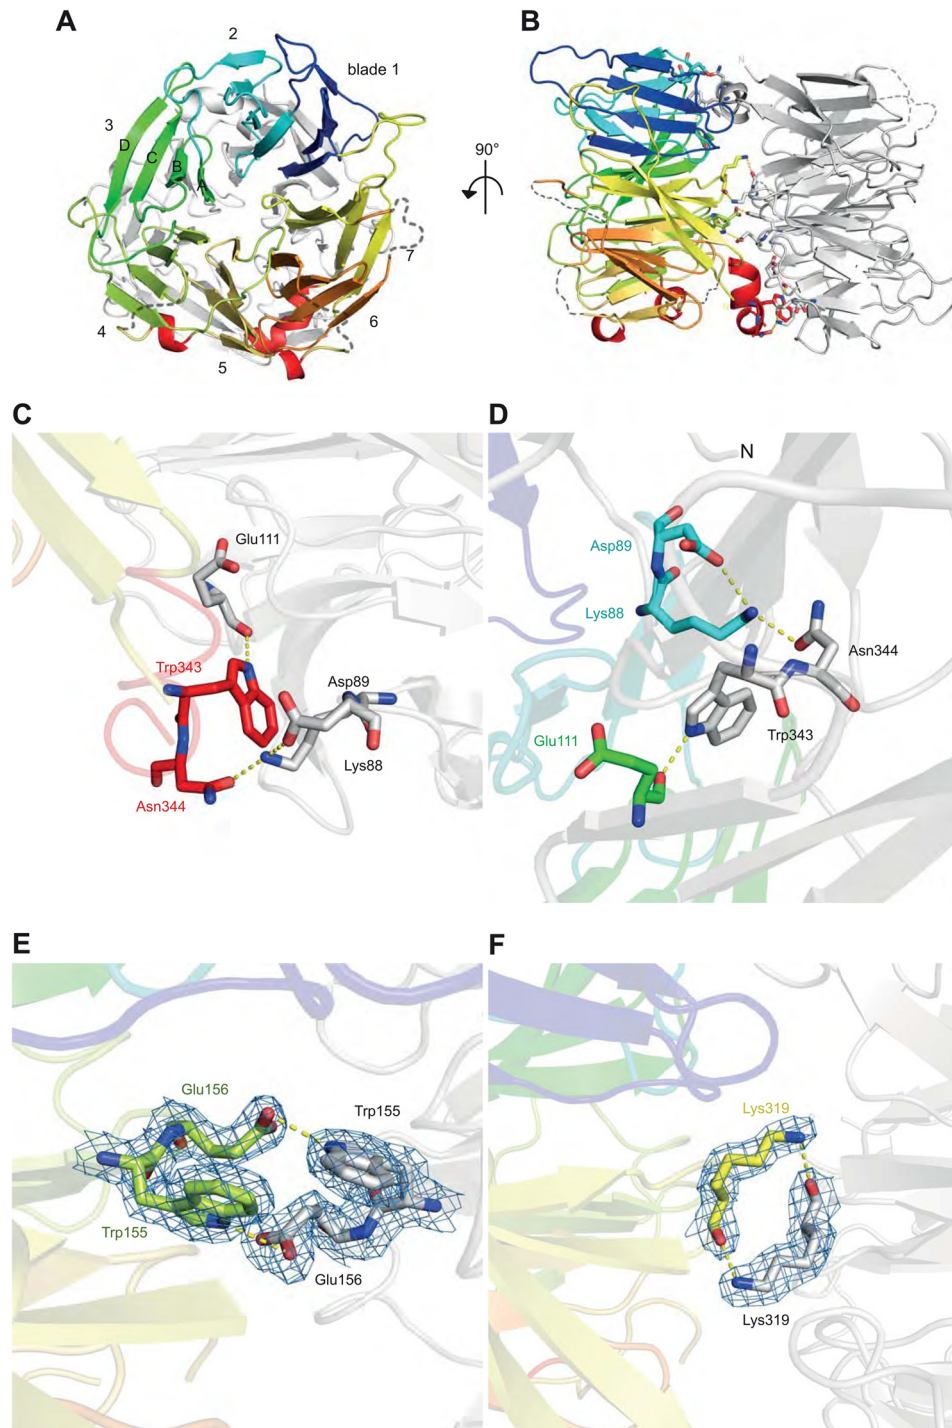 A
B
2
blade 1
3
D
C
B
A
7
4
6
5
90°
N
C
D
N
Glu111
Asp89
Trp343
Lys88
Asp89
Asn344
Lys88
Glu111
Trp343
Asn344
E
F
Glu156
Trp155
Lys319
Trp155
Glu156
Lys319